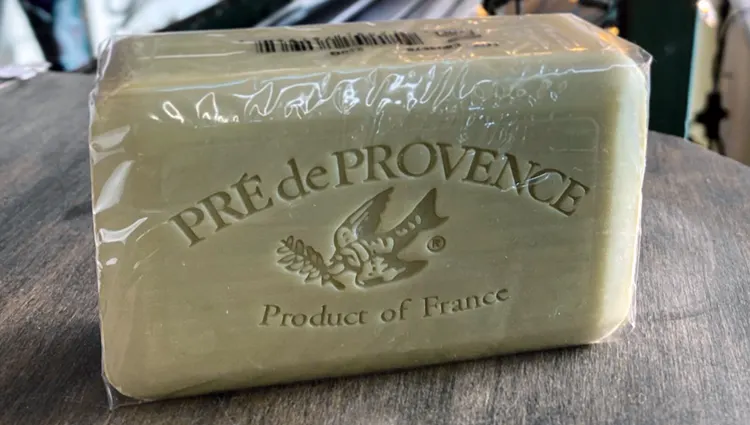 PRÉ de PROVENCE
®
Product of France